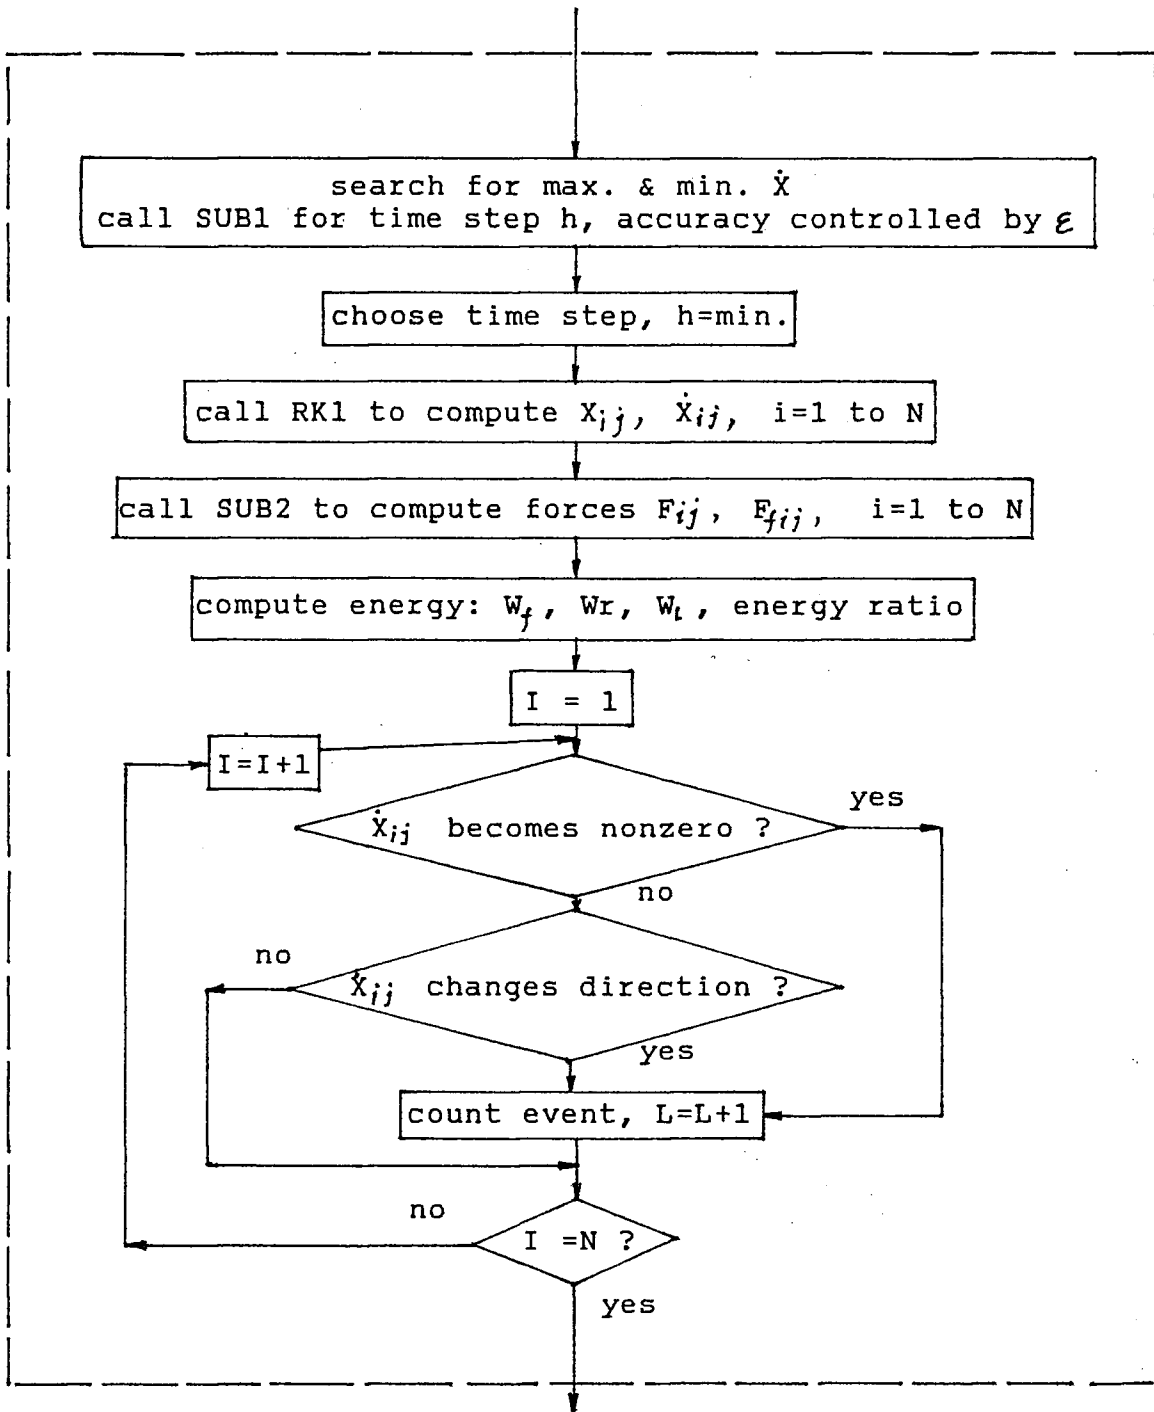 search for max. & min. Ẋ
call SUB1 for time step h, accuracy controlled by ε
choose time step, h=min.
call RK1 to compute Xij, Ẋij, i=1 to N
call SUB2 to compute forces Fij, Ffij, i=1 to N
compute energy: Wf, Wr, Wt, energy ratio
I = 1
I=I+1
Ẋij becomes nonzero ?
yes
no
no
Ẋij changes direction ?
yes
count event, L=L+1
no
I =N ?
yes